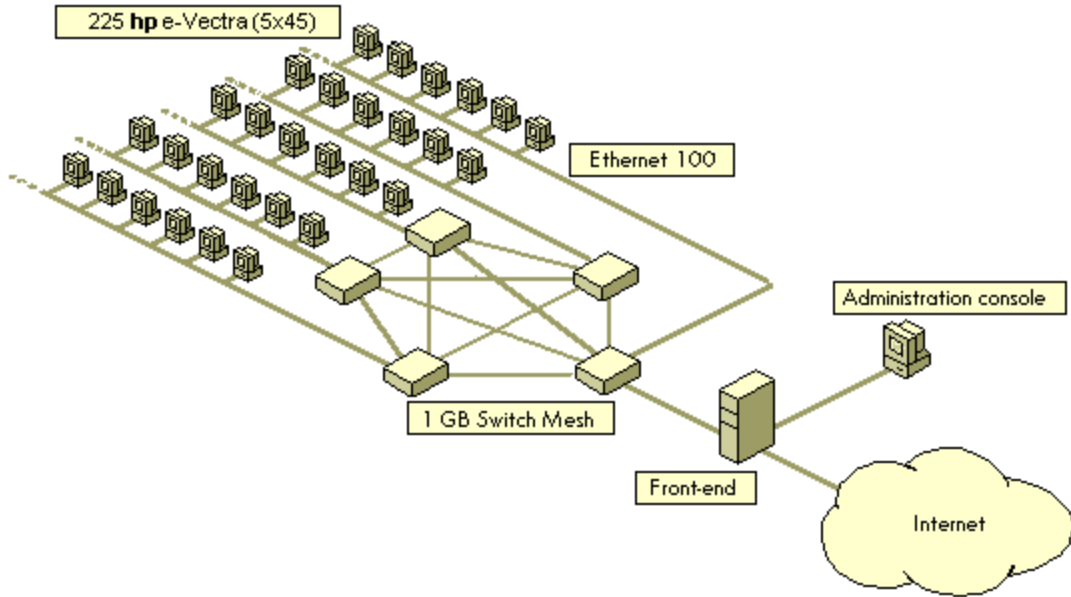 225 hp e-Vectra (5x45)
Ethernet 100
Administration console
1 GB Switch Mesh
Front-end
Internet